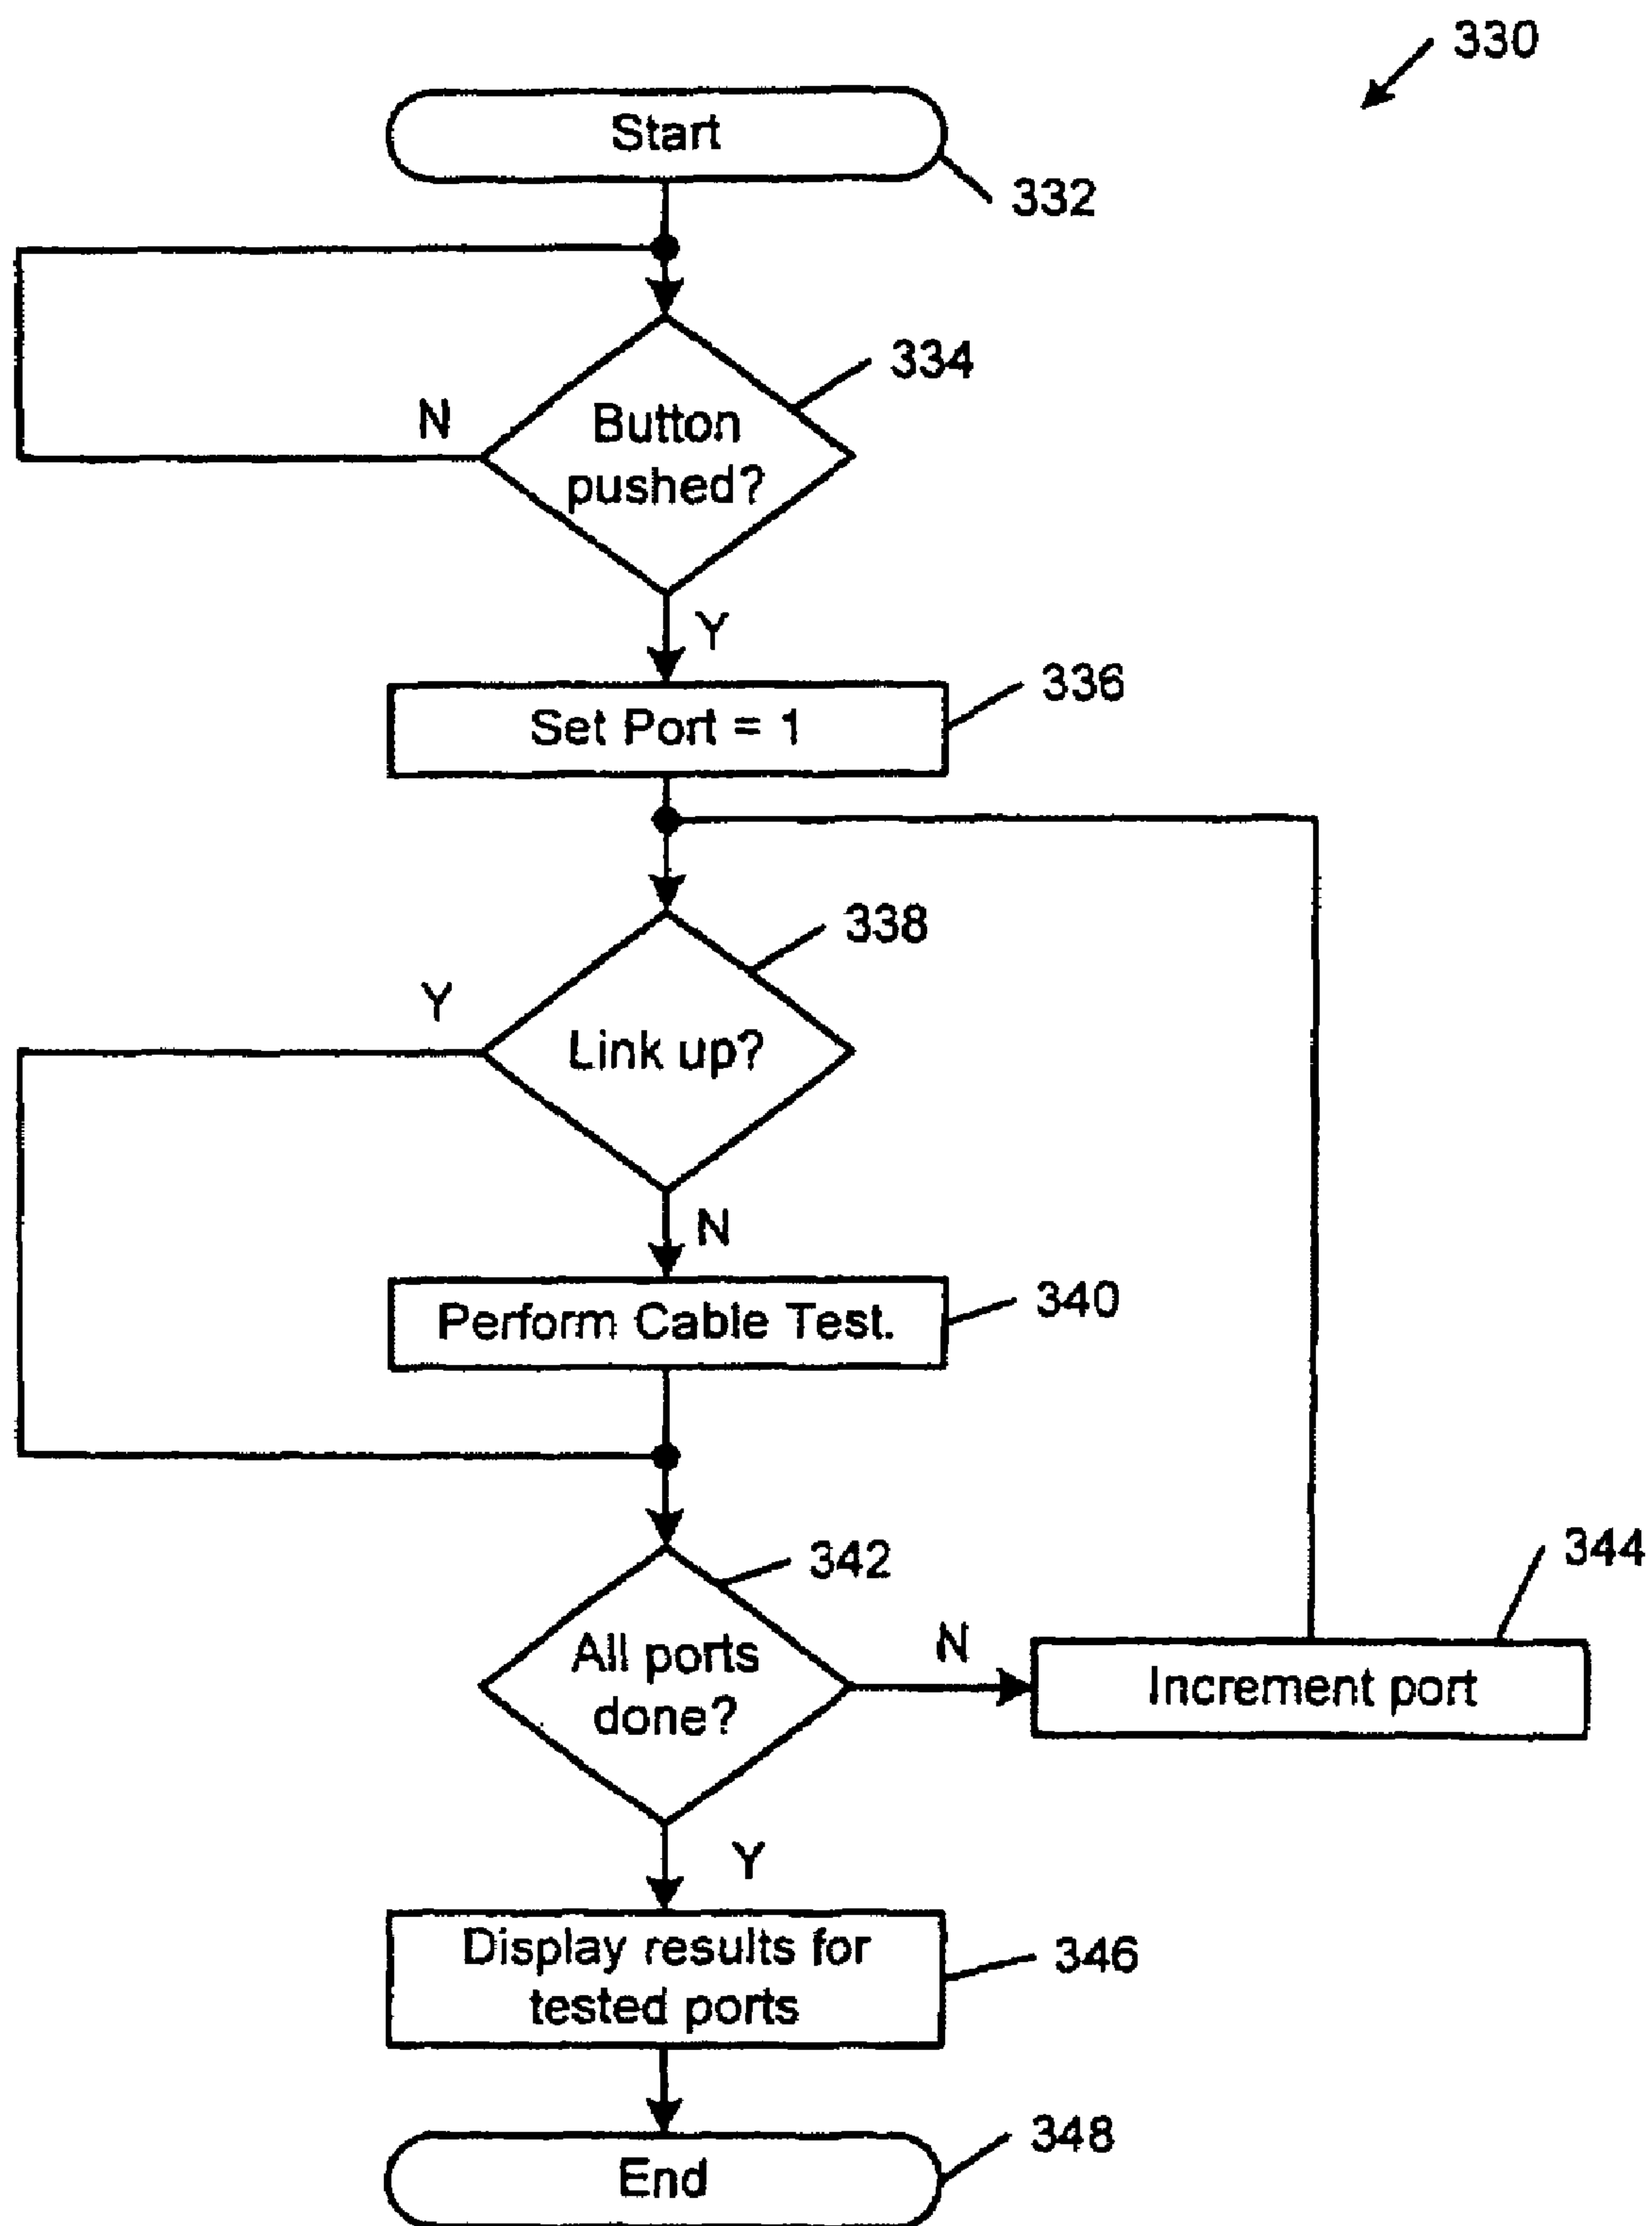 330
Start
332
334
N
Button
pushed?
Y
336
Set Port = 1
338
Y
Link up?
N
340
Perform Cable Test.
342
344
All ports
done?
N
Increment port
Y
Display results for
tested ports
346
348
End